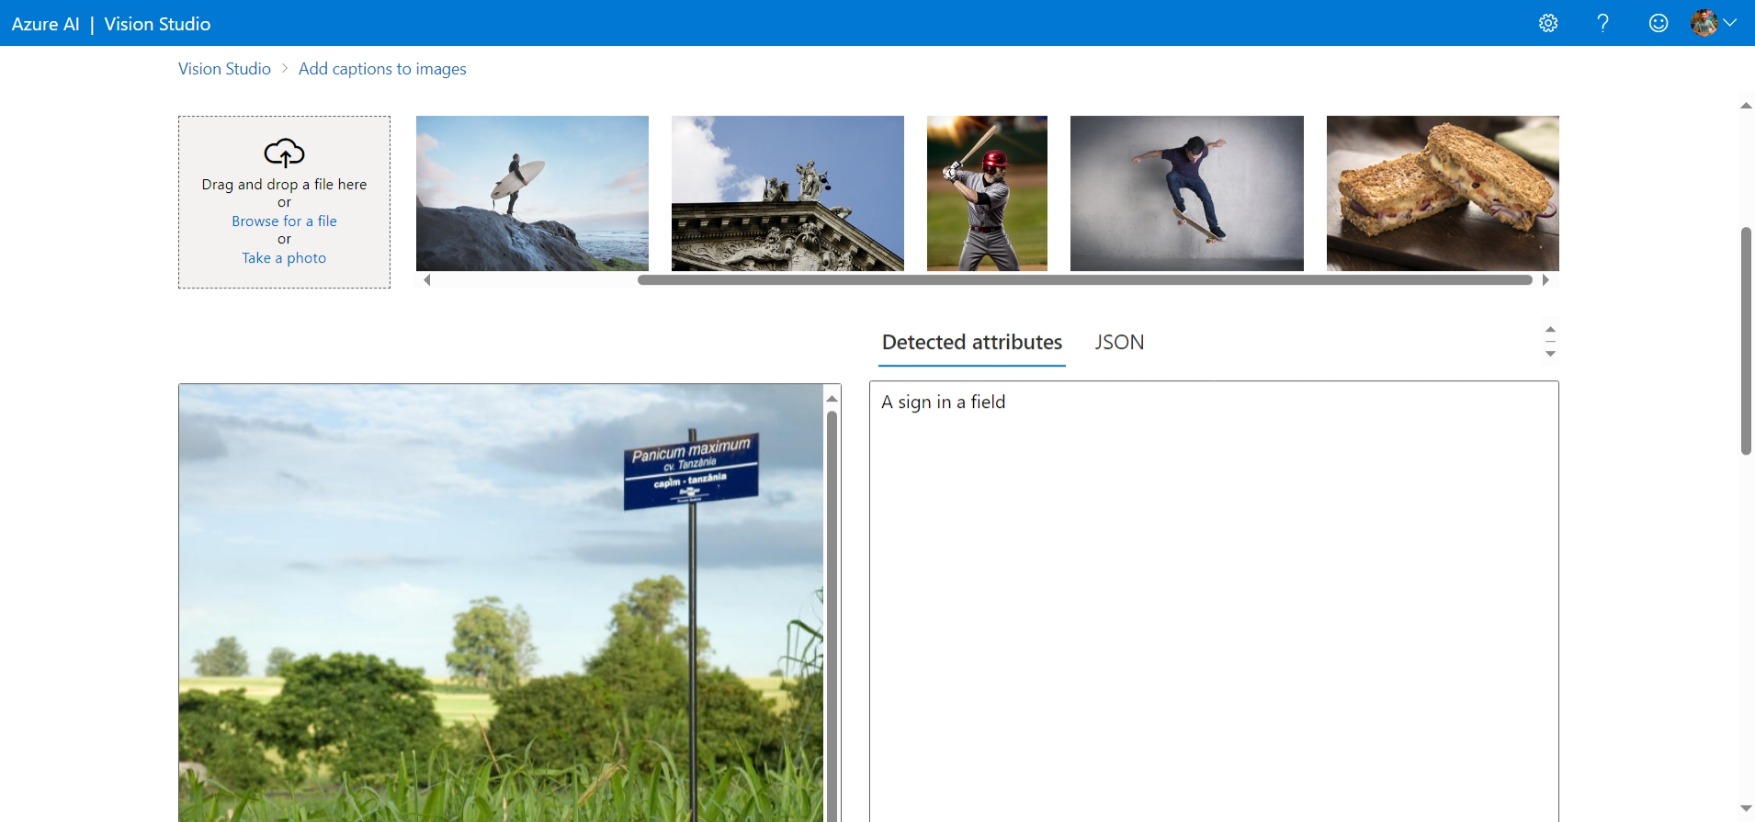 Azure AI | Vision Studio
Vision Studio > Add captions to images
Drag and drop a file here
or
Browse for a file
or
Take a photo
Detected attributes
JSON
A sign in a field
Panicum maximum
cv. Tanzânia
capim - tanzânia